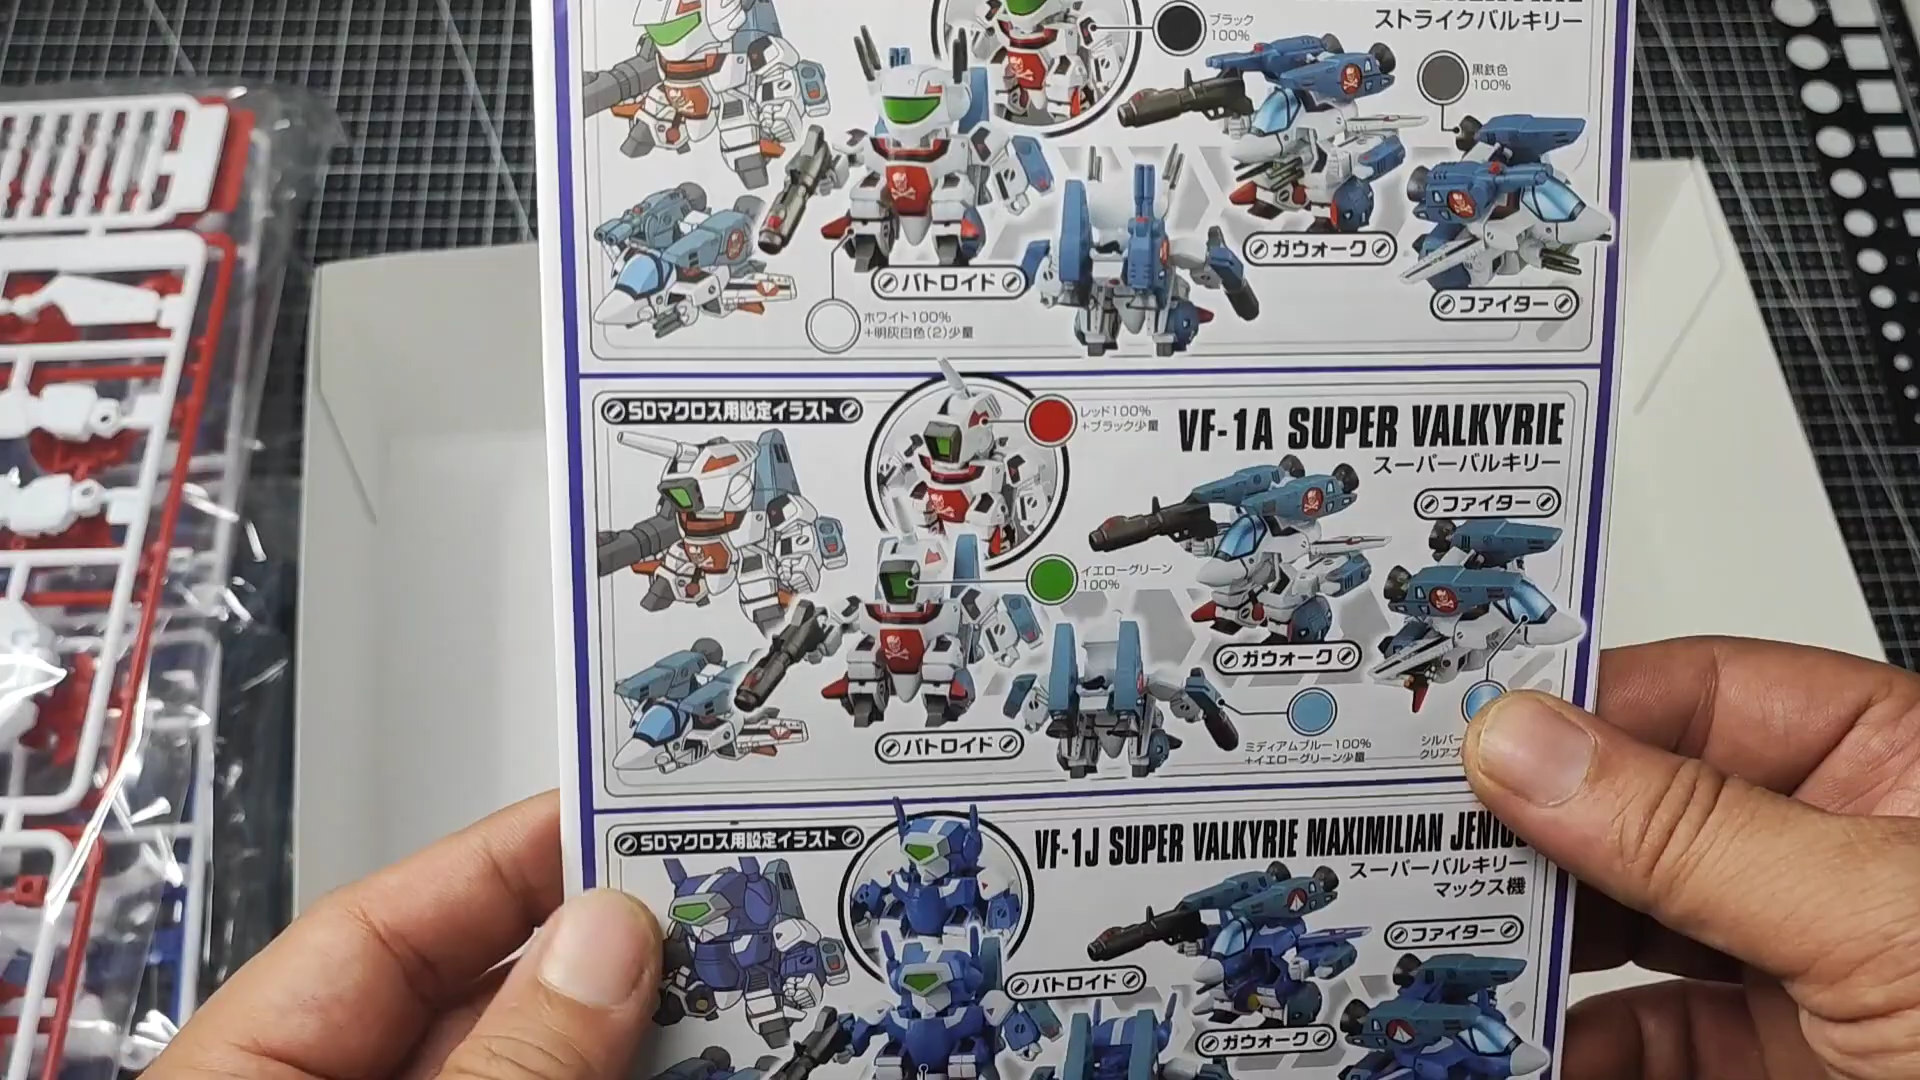 ストライクバルキリー
ブラック
100%
黒鉄色
100%
バトロイド
ガウォーク
ファイター
ホワイト100%
+明灰白色(2)少量
SDマクロス用設定イラスト
レッド100%
+ブラック少量
VF-1A SUPER VALKYRIE
スーパーバルキリー
ファイター
イエローグリーン
100%
ガウォーク
バトロイド
ミディアムブルー100%
+イエローグリーン少量
シルバー
SDマクロス用設定イラスト
VF-1J SUPER VALKYRIE MAXIMILIAN
スーパーバルキリー
マックス機
ファイター
バトロイド
ガウォーク